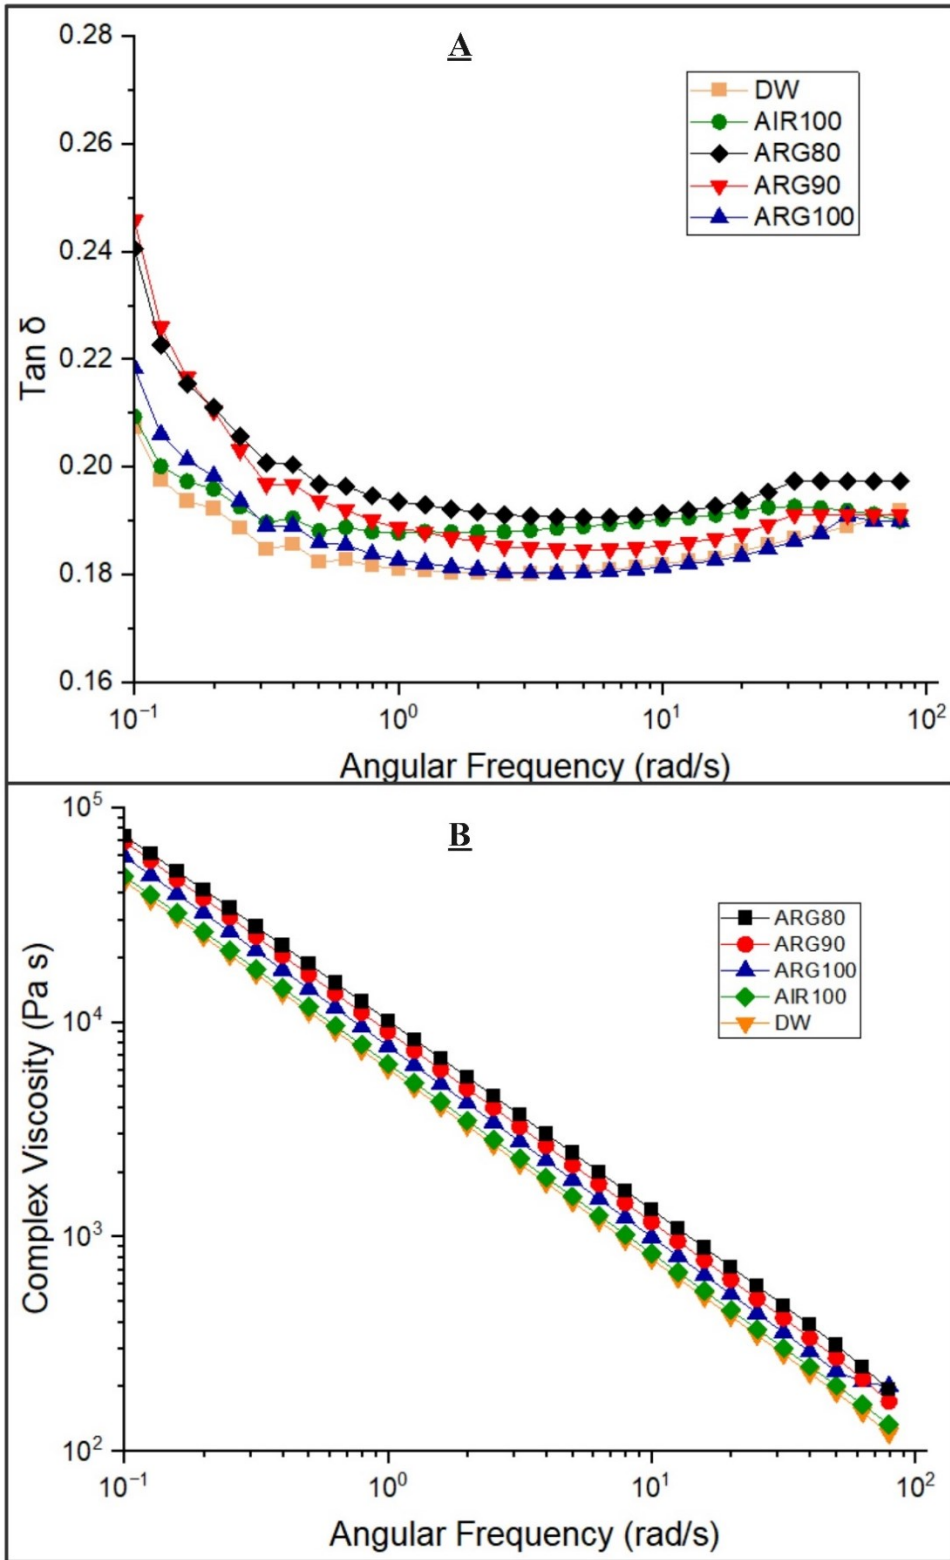 A
0.28
0.26
0.24
0.22
0.20
0.18
0.16
Tan δ
DW
AIR100
ARG80
ARG90
ARG100
10⁻¹ 10⁰ 10¹ 10²
Angular Frequency (rad/s)
B
10⁵
10⁴
10³
10²
Complex Viscosity (Pa s)
ARG80
ARG90
ARG100
AIR100
DW
10⁻¹ 10⁰ 10¹ 10²
Angular Frequency (rad/s)